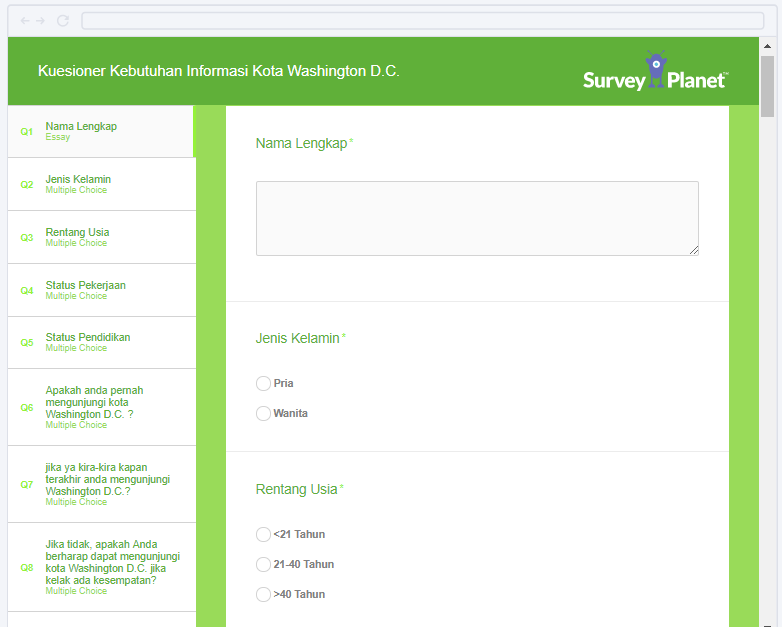 Kuesioner Kebutuhan Informasi Kota Washington D.C.
Survey Planet™
Q1
Nama Lengkap
Essay
Q2
Jenis Kelamin
Multiple Choice
Q3
Rentang Usia
Multiple Choice
Q4
Status Pekerjaan
Multiple Choice
Q5
Status Pendidikan
Multiple Choice
Q6
Apakah anda pernah
mengunjungi kota
Washington D.C. ?
Multiple Choice
Q7
jika ya kira-kira kapan
terakhir anda mengunjungi
Washington D.C.?
Multiple Choice
Q8
Jika tidak, apakah Anda
berharap dapat mengunjungi
kota Washington D.C. jika
kelak ada kesempatan?
Multiple Choice
Nama Lengkap*
Jenis Kelamin*
Pria
Wanita
Rentang Usia*
<21 Tahun
21-40 Tahun
>40 Tahun